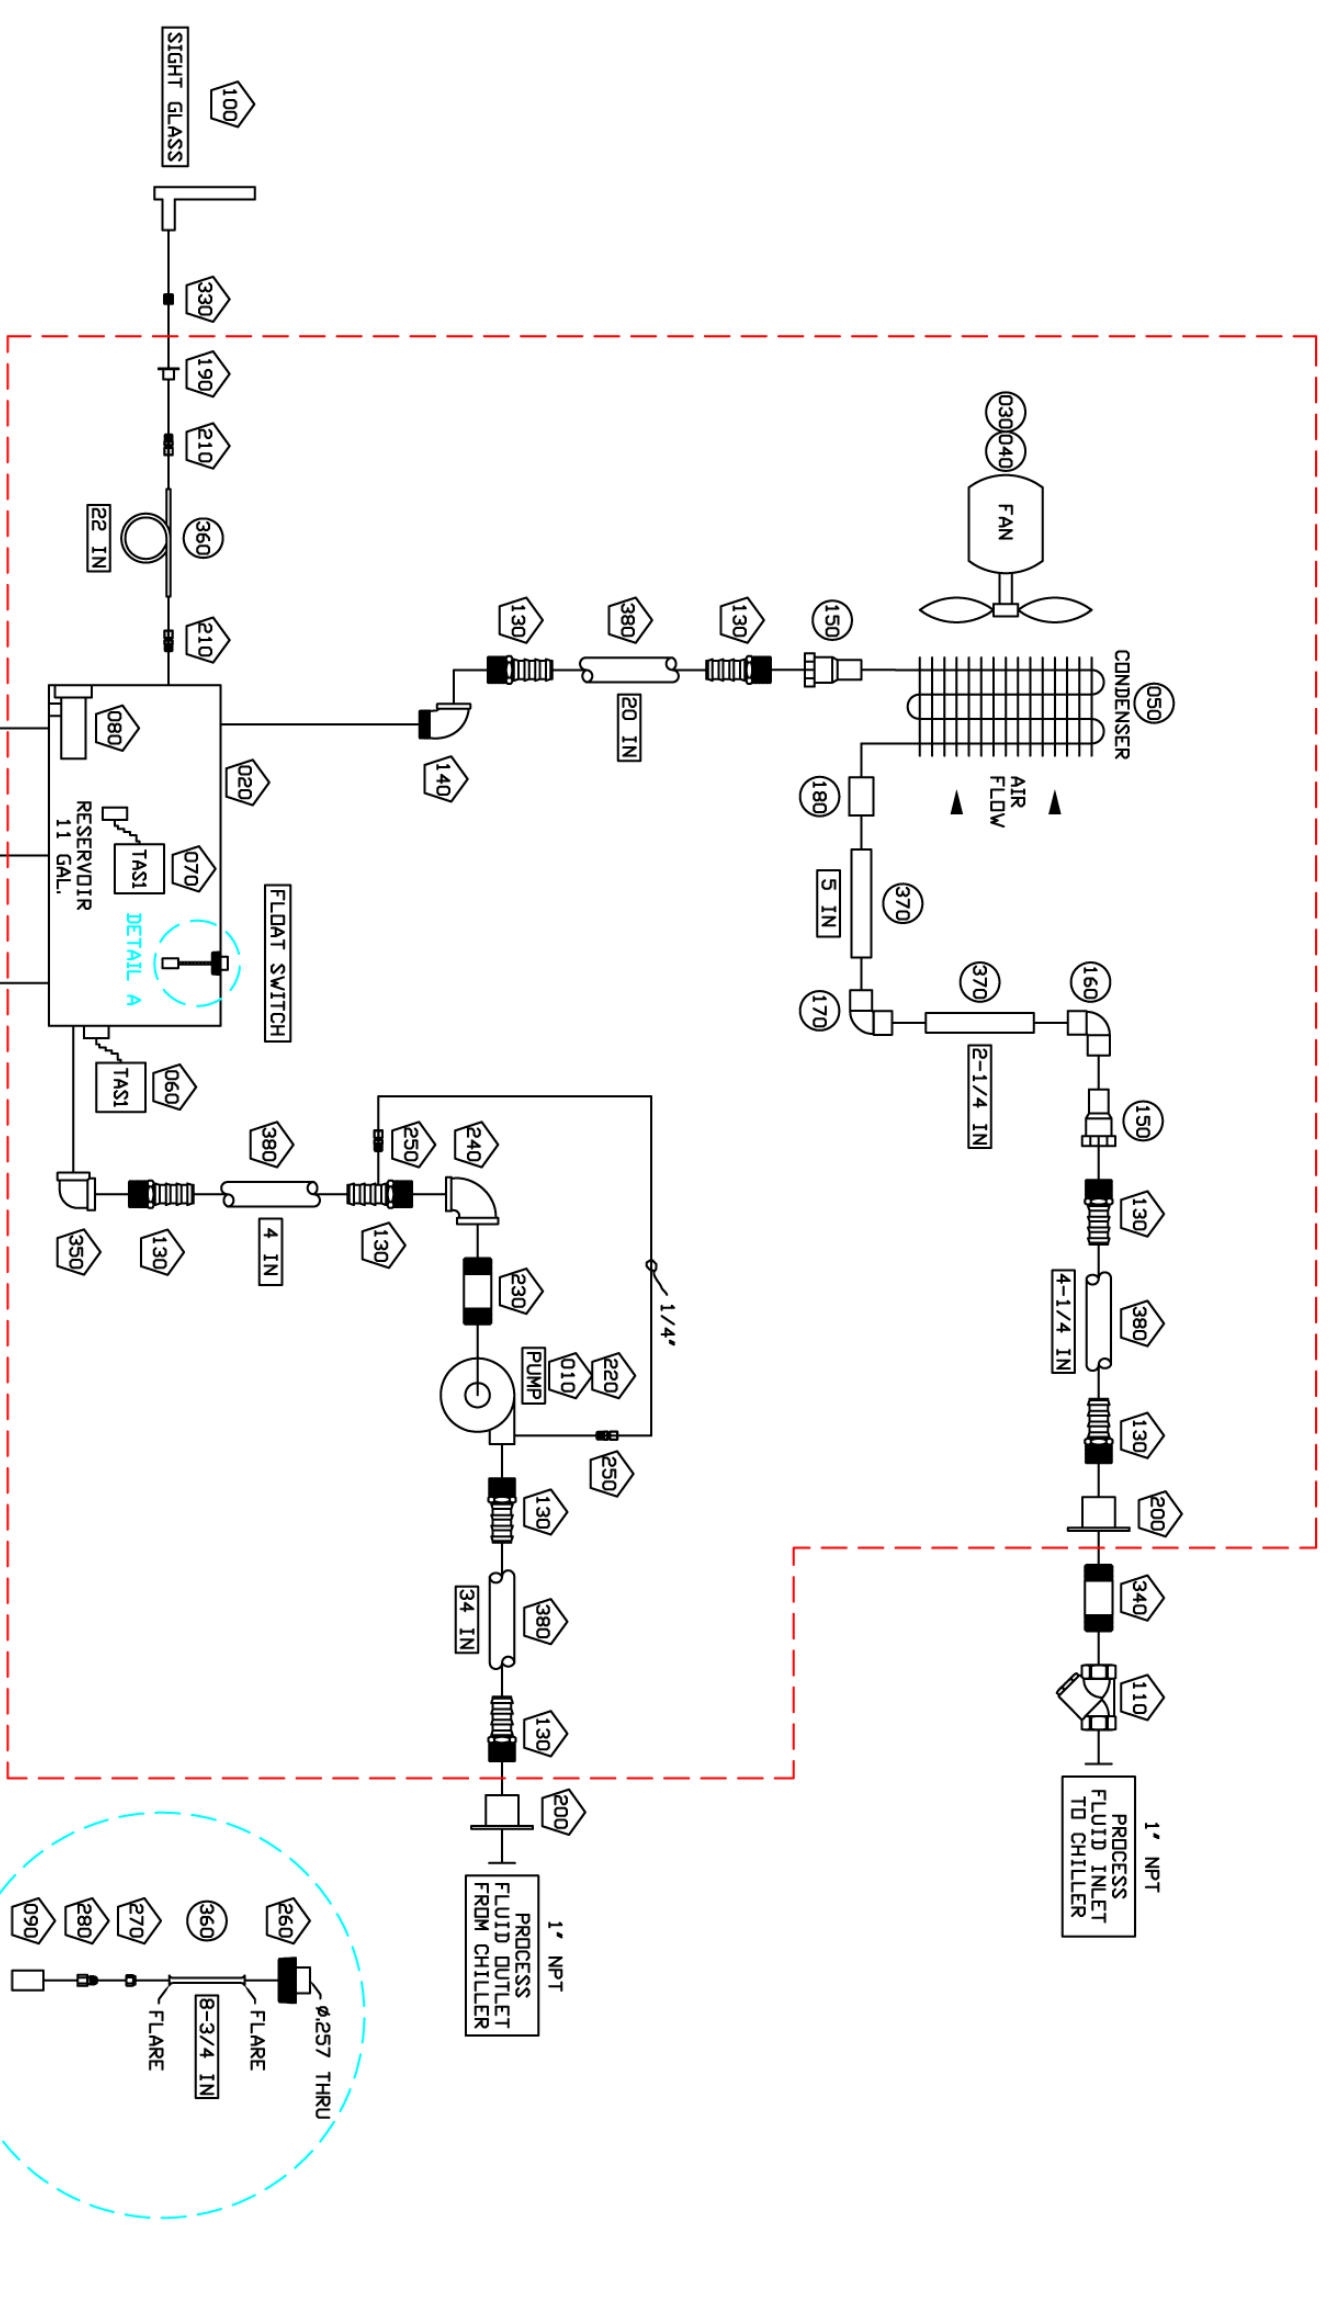 1" NPT
PROCESS
FLUID INLET
TO CHILLER
110
340
200
130
380
4-1/4 IN
130
150
160
370
2-1/4 IN
170
370
5 IN
180
050
CONDENSER
AIR
FLOW
030
040
FAN
150
130
380
20 IN
130
140
1/4"
220
010
PUMP
250
130
380
34 IN
130
200
1" NPT
PROCESS
FLUID OUTLET
FROM CHILLER
230
240
250
130
380
4 IN
130
350
060
TAS1
FLOAT SWITCH
020
070
TAS1
080
DETAIL A
RESERVOIR
11 GAL.
100
SIGHT GLASS
330
190
210
360
22 IN
210
Ø.257 THRU
260
FLARE
360
8-3/4 IN
FLARE
270
280
090